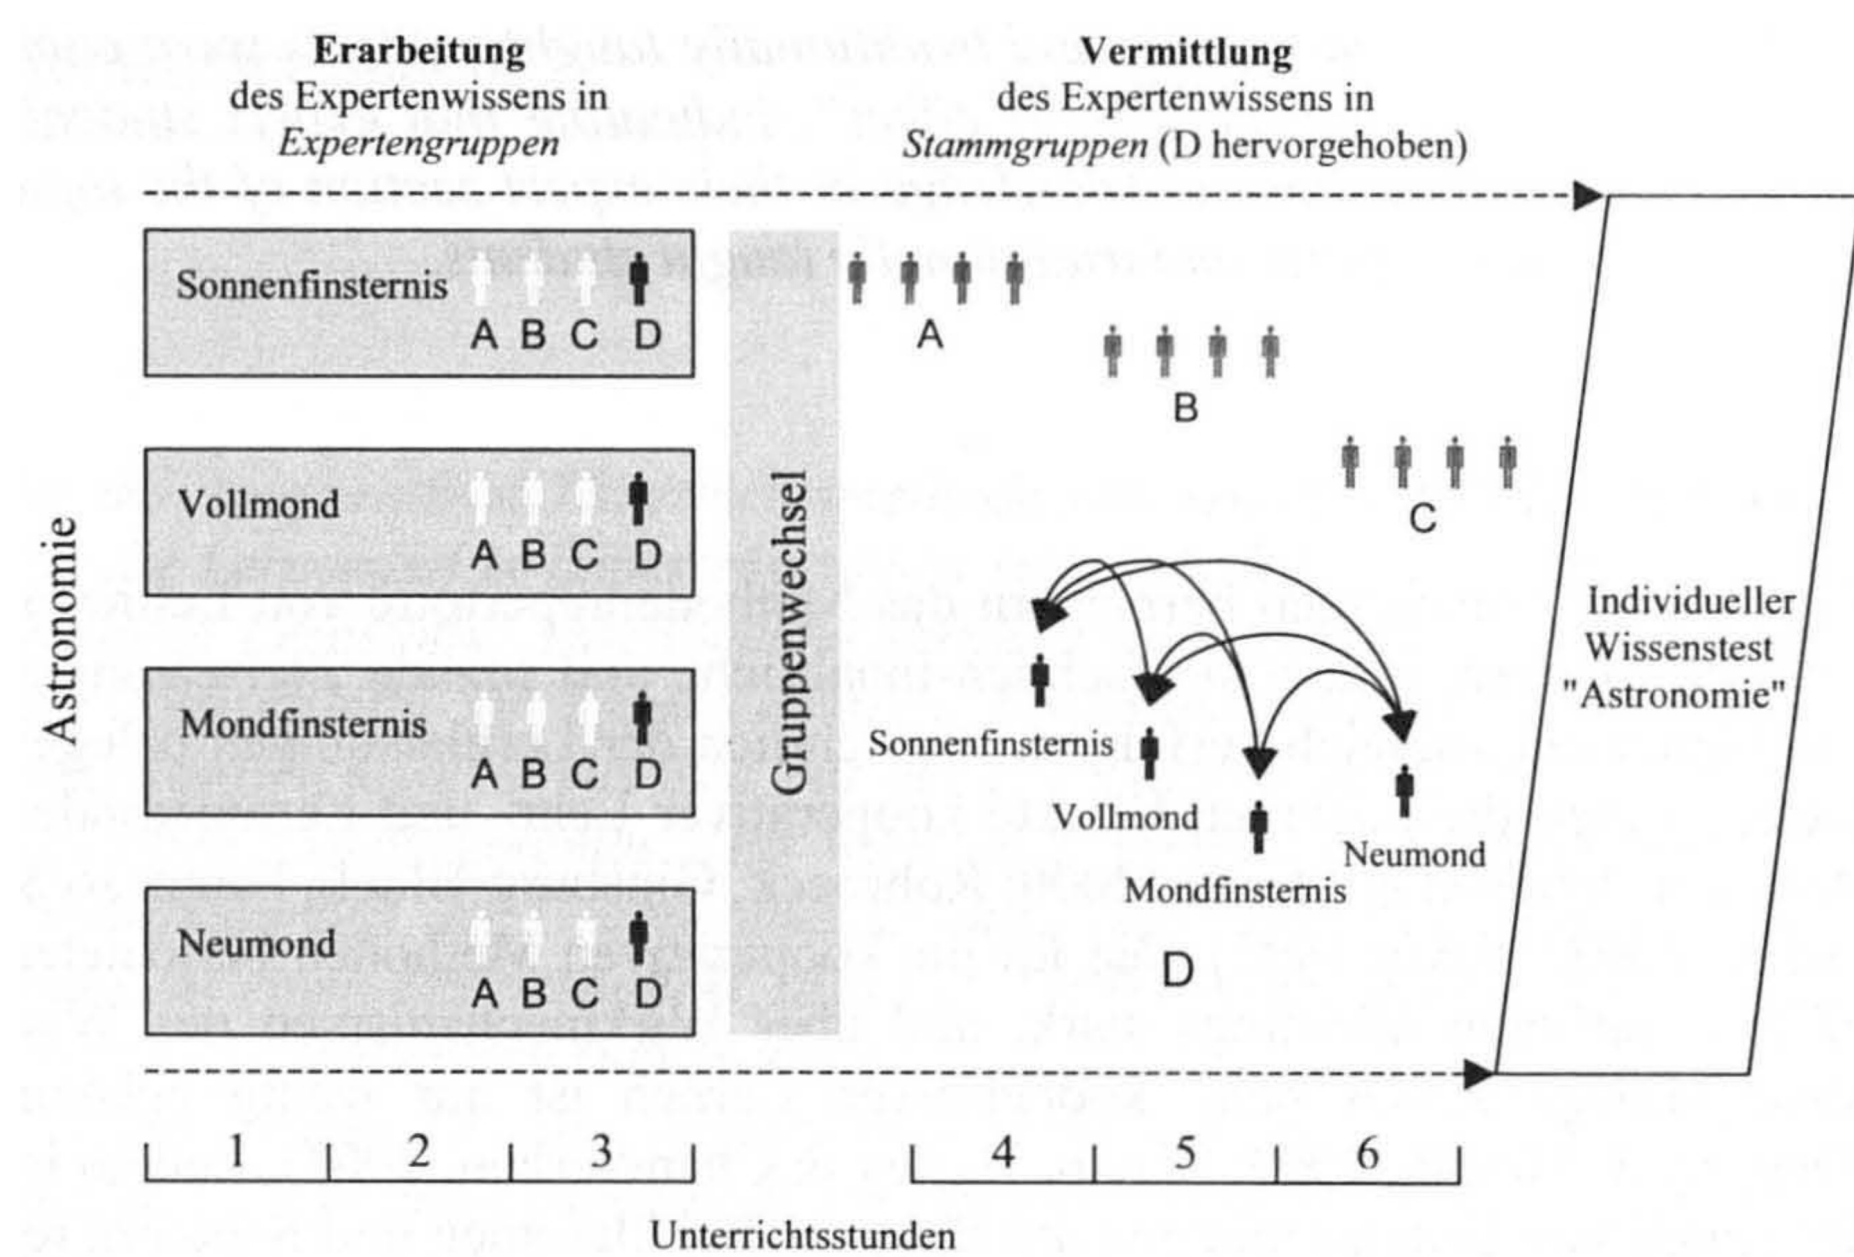 Erarbeitung
des Expertenwissens in
Expertengruppen
Vermittlung
des Expertenwissens in
Stammgruppen (D hervorgehoben)
Astronomie
Sonnenfinsternis
A B C D
Vollmond
A B C D
Mondfinsternis
A B C D
Neumond
A B C D
Gruppenwechsel
A
B
C
Sonnenfinsternis
Vollmond
Neumond
Mondfinsternis
D
Individueller
Wissenstest
"Astronomie"
1 2 3 4 5 6
Unterrichtsstunden